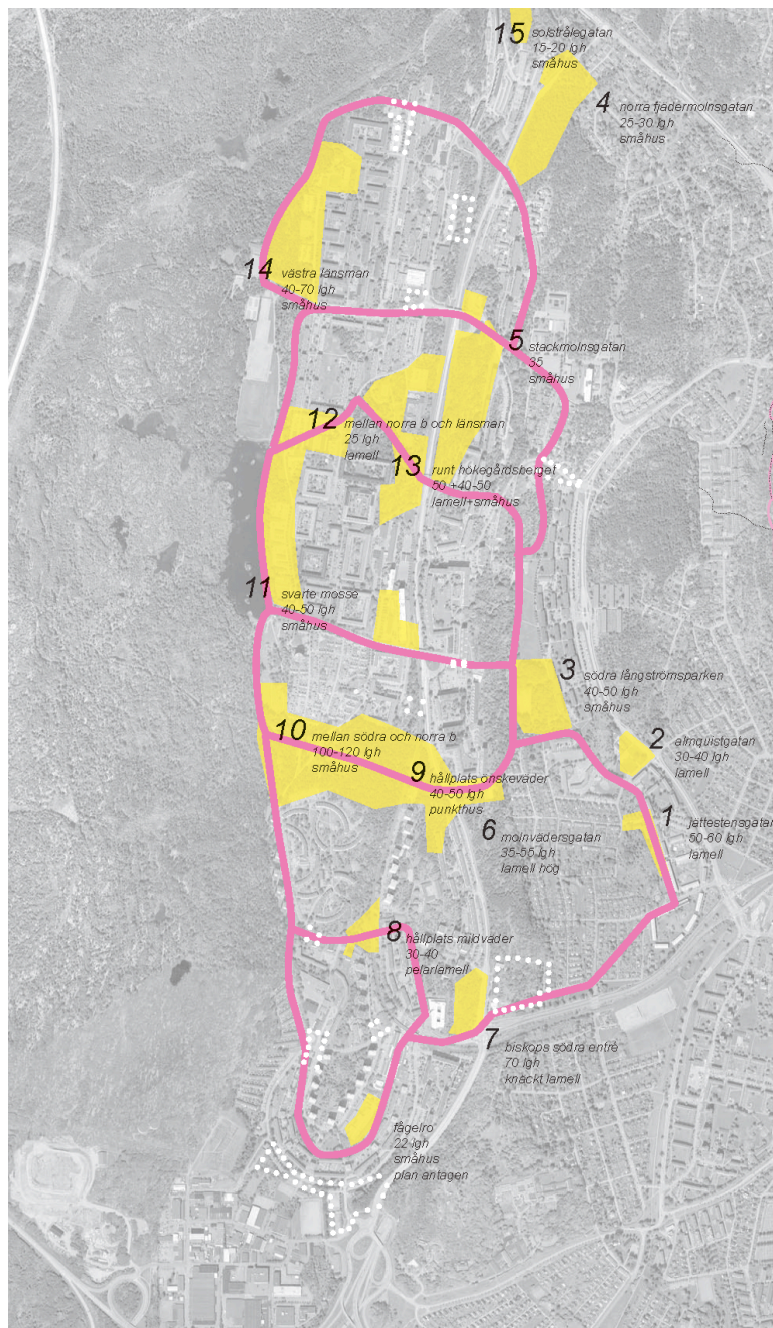 15
solstrålegatan
15-20 lgh
småhus
4
norra fjädermolnsgatan
25-30 lgh
småhus
14
västra länsman
40-70 lgh
småhus
5
stackmolnsgatan
35
småhus
12
mellan norra b och länsman
25 lgh
lamell
13
runt hökegårdsberget
50 +40-50
lamell+småhus
11
svarte mosse
40-50 lgh
småhus
3
södra långströmsparken
40-50 lgh
småhus
10
mellan södra och norra b
100-120 lgh
småhus
2
almquistgatan
30-40 lgh
lamell
9
hållplats önskeväder
40-50 lgh
punkthus
1
jättestensgatan
50-60 lgh
lamell
6
molnvädersgatan
35-55 lgh
lamell hög
8
hållplats mildväder
30-40
pelarlamell
7
biskops södra entré
70 lgh
knäckt lamell
fågelro
22 lgh
småhus
plan antagen